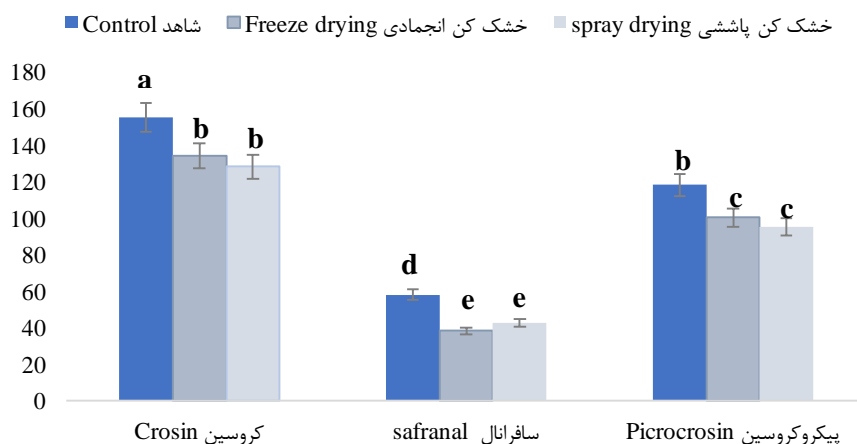 Control شاهد Freeze drying خشک کن انجمادی spray drying خشک کن پاششی
180
160
140
120
100
80
60
40
20
0
a
b
b
d
e
e
b
c
c
Crosin کروسین
safranal سافرانال
Picrocrosin پیکروکروسین